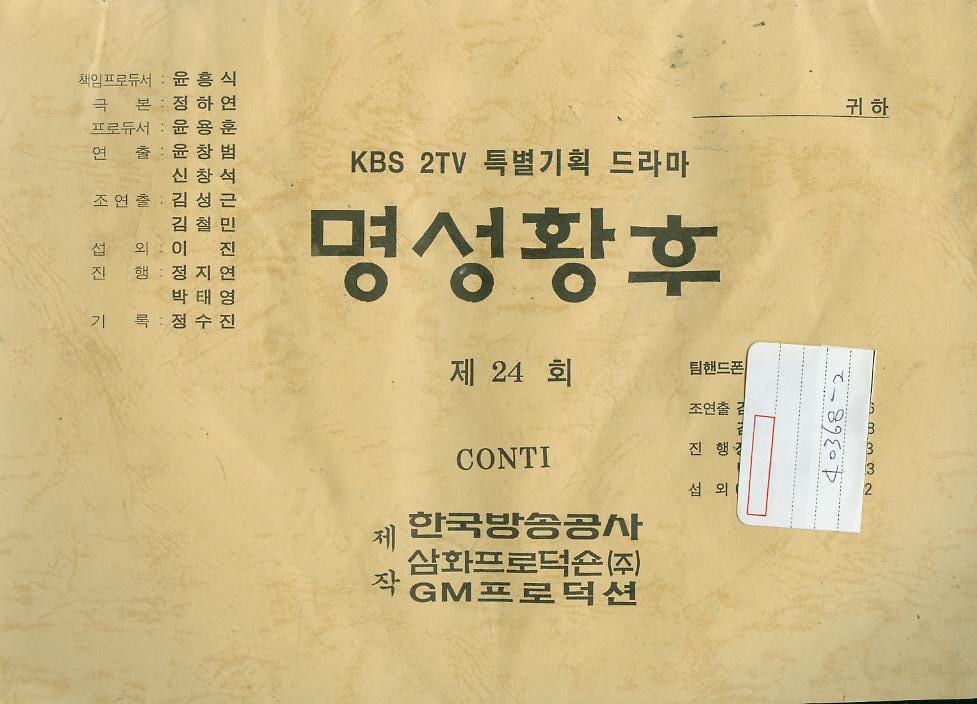 책임프로듀서 : 윤흥식
극 본 : 정하연
프로듀서 : 윤용훈
연 출 : 윤창범
신창석
조연출 : 김성근
김철민
섭 외 : 이 진
진 행 : 정지연
박태영
기 록 : 정수진
귀하
KBS 2TV 특별기획 드라마
명성황후
제 24 회
CONTI
팀핸드폰
조연출
진 행
섭 외
40368-2
제작
한국방송공사
삼화프로덕숀(주)
GM프로덕션